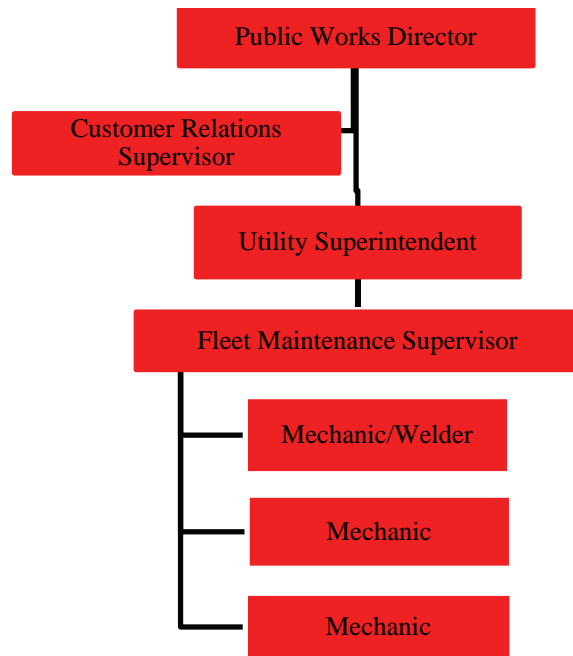 Public Works Director
Customer Relations
Supervisor
Utility Superintendent
Fleet Maintenance Supervisor
Mechanic/Welder
Mechanic
Mechanic